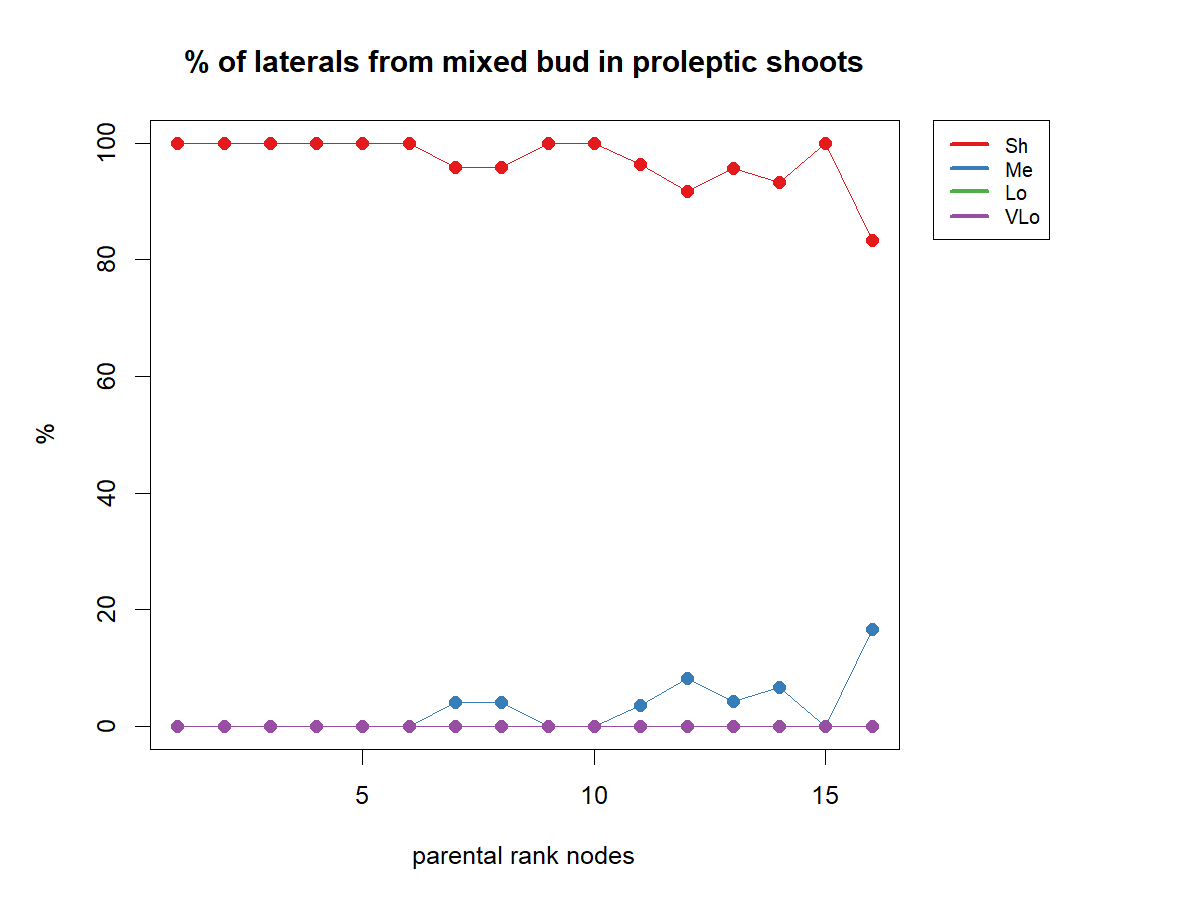 % of laterals from mixed bud in proleptic shoots
100
80
60
40
20
0
%
5 10 15
parental rank nodes
Sh
Me
Lo
VLo